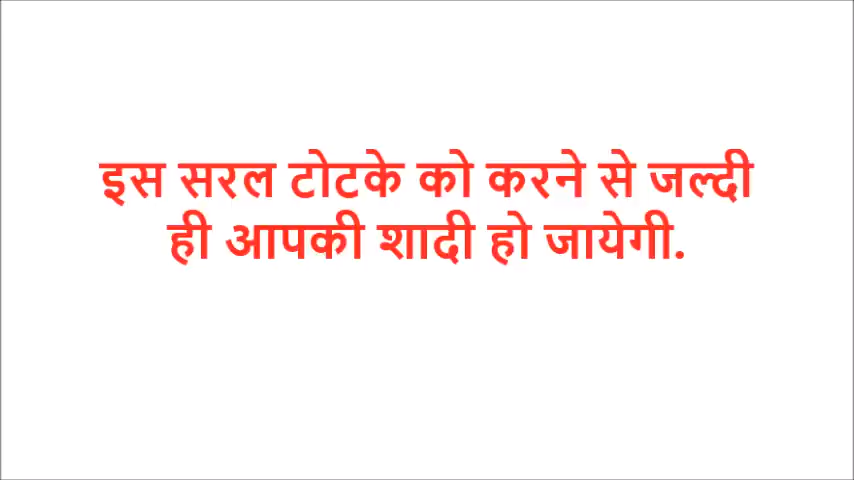 इस सरल टोटके को करने से जल्दी
ही आपकी शादी हो जायेगी.